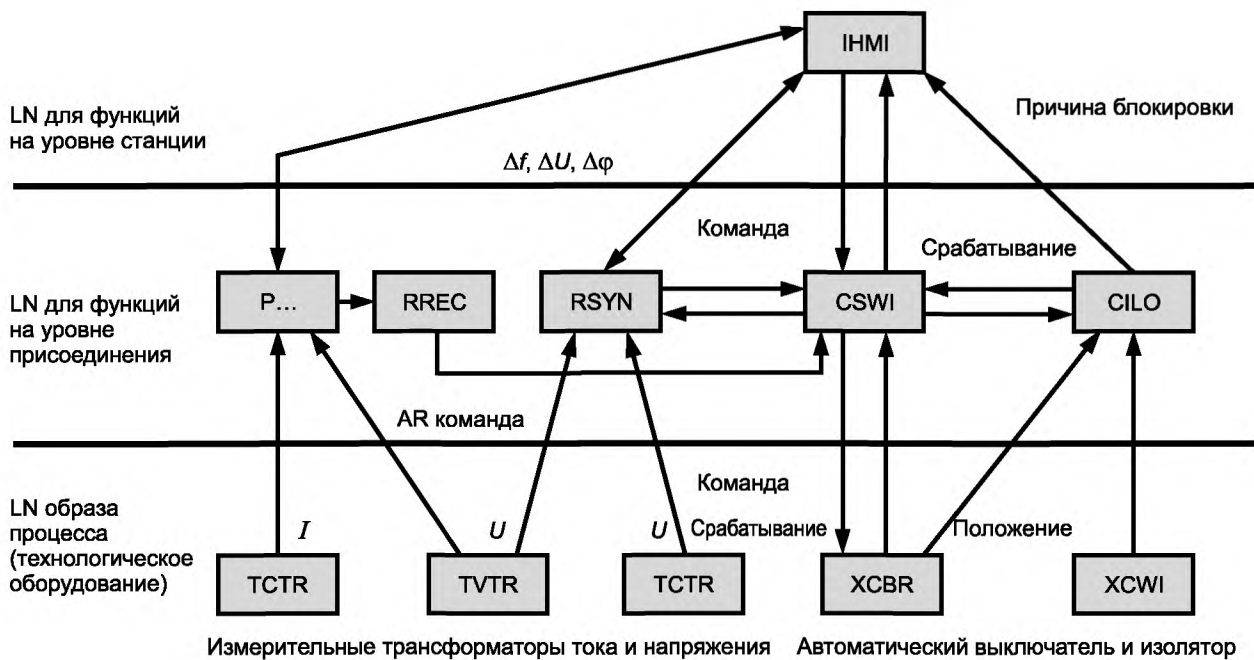 IHMI
LN для функций
на уровне станции
Причина блокировки
Δf, ΔU, Δφ
Команда
Срабатывание
LN для функций
на уровне
присоединения
P...
RREC
RSYN
CSWI
CILO
AR команда
Команда
LN образа
процесса
(технологическое
оборудование)
I
U
U
Срабатывание
Положение
TCTR
TVTR
TCTR
XCBR
XCWI
Измерительные трансформаторы тока и напряжения
Автоматический выключатель и изолятор